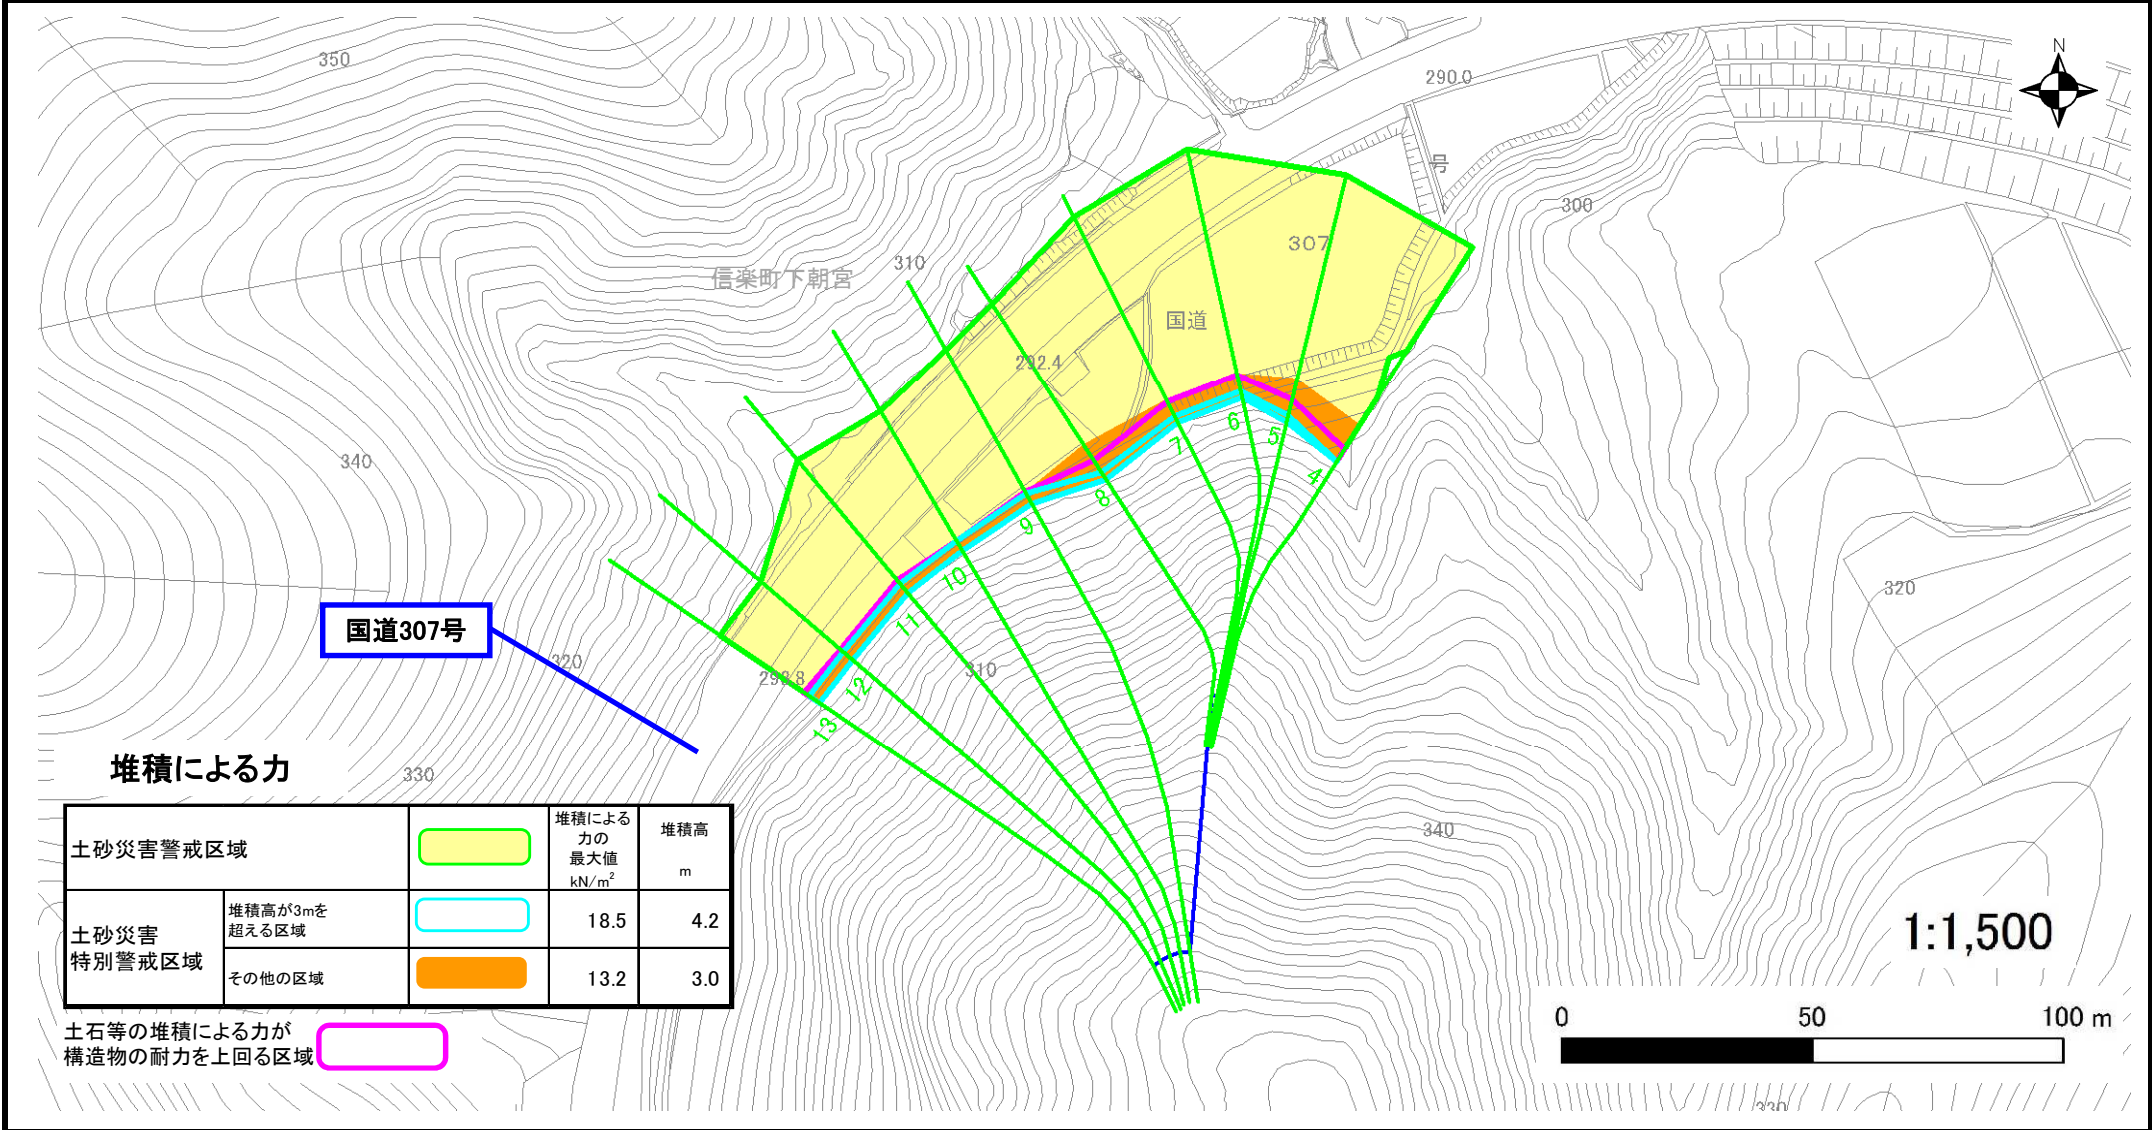 350
290.0
N
号
300
307
信楽町下朝宮
310
国道
292.4
340
6
5
7
4
8
9
10
11
12
13
320
国道307号
320
293.8
310
330
340
330
堆積による力
土砂災害警戒区域
堆積による
力の
最大値
kN/m²
堆積高
m
土砂災害
特別警戒区域
堆積高が3mを
超える区域
18.5
4.2
その他の区域
13.2
3.0
土石等の堆積による力が
構造物の耐力を上回る区域
1:1,500
0 50 100 m